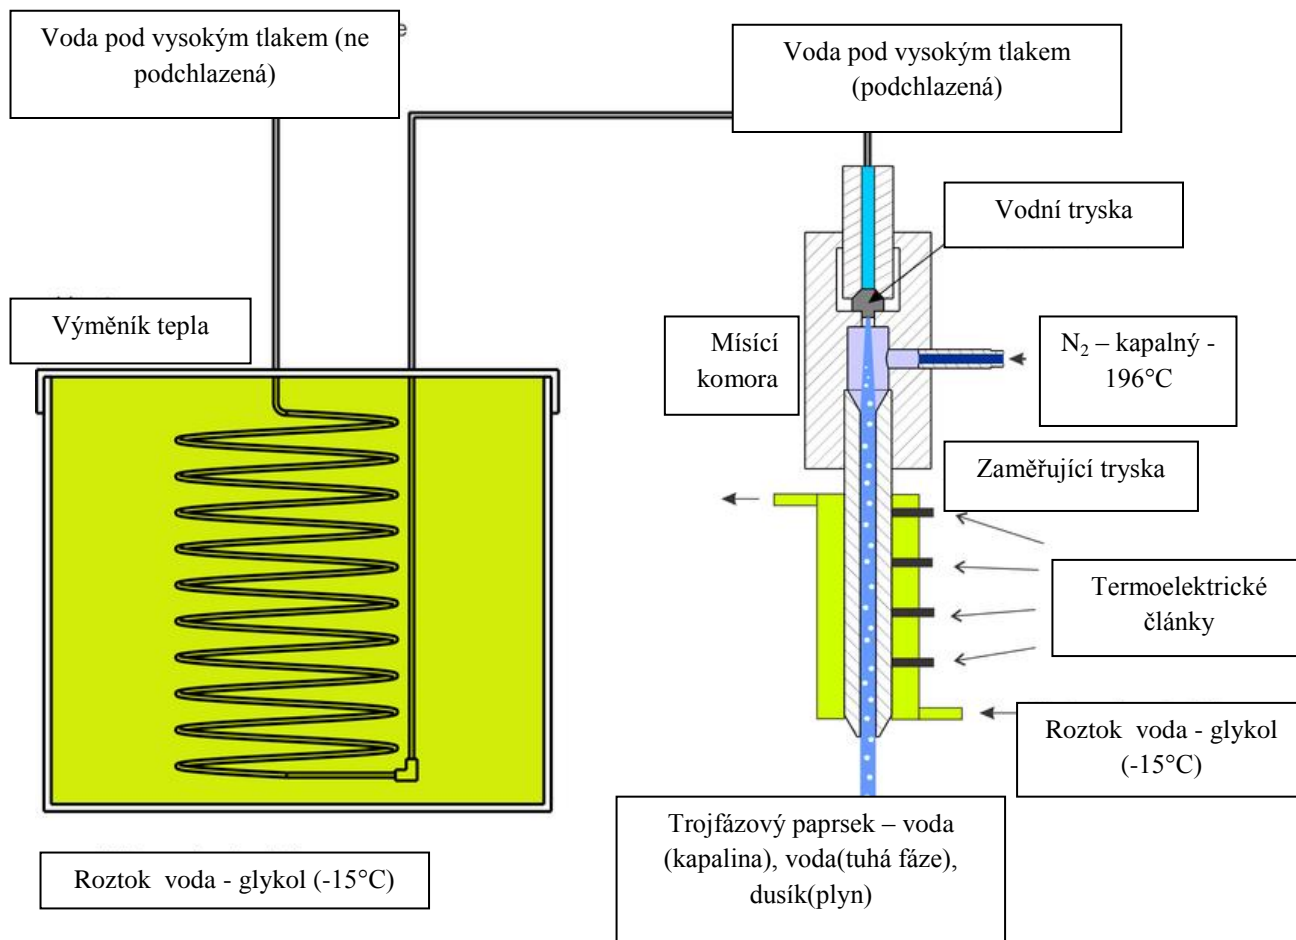 Voda pod vysokým tlakem (ne
podchlazená)
Voda pod vysokým tlakem
(podchlazená)
Vodní tryska
Výměník tepla
Mísící
komora
N₂ – kapalný -
196°C
Zaměřující tryska
Termoelektrické
články
Roztok voda - glykol
(-15°C)
Trojfázový paprsek – voda
(kapalina), voda(tuhá fáze),
dusík(plyn)
Roztok voda - glykol (-15°C)